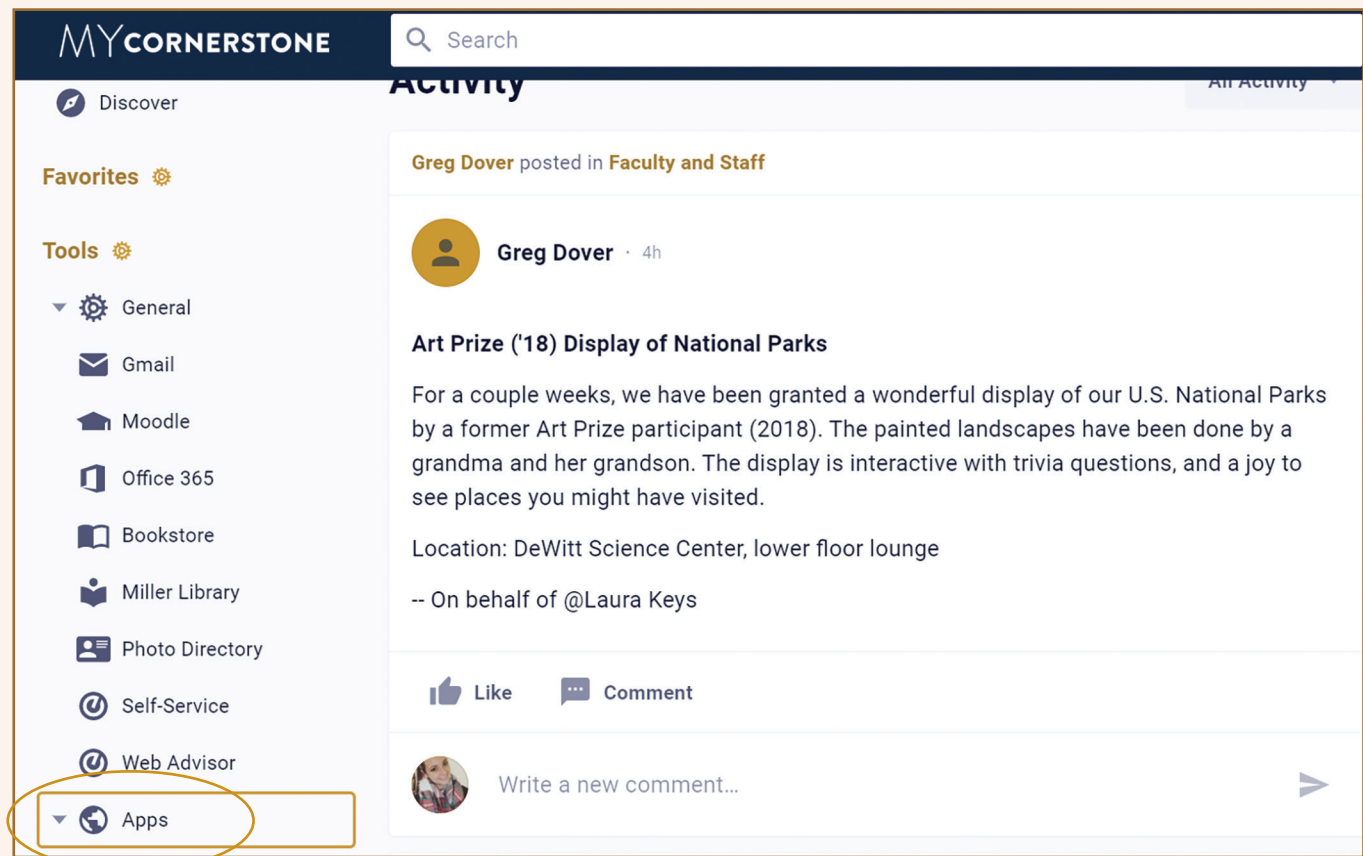 MYCORNERSTONE
Search
Discover
Favorites
Tools
General
Gmail
Moodle
Office 365
Bookstore
Miller Library
Photo Directory
Self-Service
Web Advisor
Apps
Activity
All Activity
Greg Dover posted in Faculty and Staff
Greg Dover · 4h
Art Prize ('18) Display of National Parks
For a couple weeks, we have been granted a wonderful display of our U.S. National Parks
by a former Art Prize participant (2018). The painted landscapes have been done by a
grandma and her grandson. The display is interactive with trivia questions, and a joy to
see places you might have visited.
Location: DeWitt Science Center, lower floor lounge
-- On behalf of @Laura Keys
Like
Comment
Write a new comment...